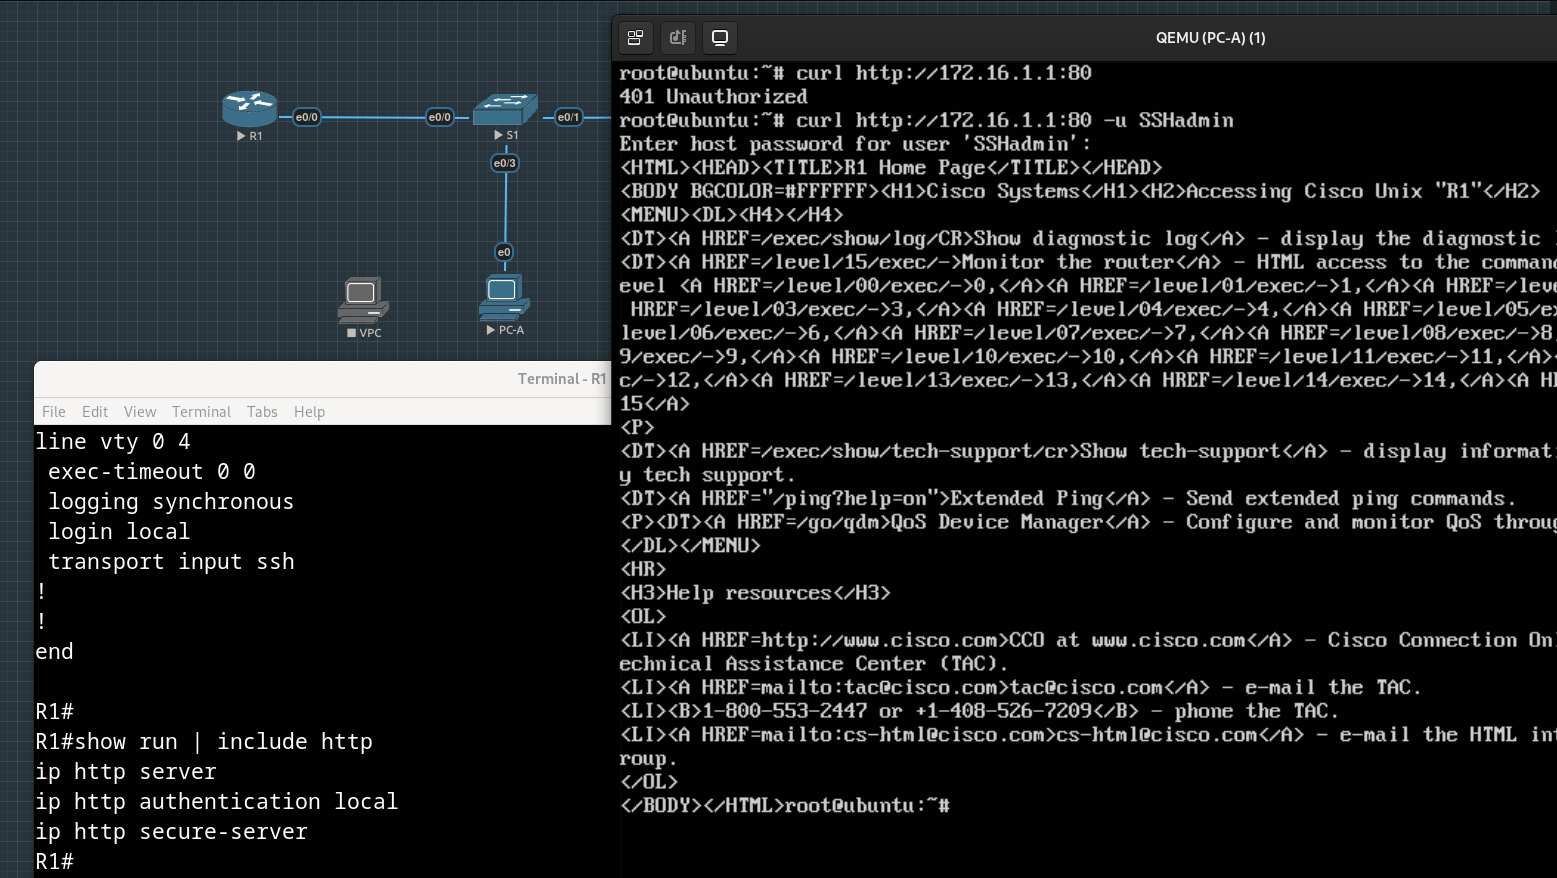 R1
e0/0
e0/0
S1
e0/1
e0/3
e0
VPC
PC-A
Terminal - R1
File Edit View Terminal Tabs Help
line vty 0 4
 exec-timeout 0 0
 logging synchronous
 login local
 transport input ssh
!
!
end
R1#
R1#show run | include http
ip http server
ip http authentication local
ip http secure-server
R1#
QEMU (PC-A) (1)
root@ubuntu:~# curl http://172.16.1.1:80
401 Unauthorized
root@ubuntu:~# curl http://172.16.1.1:80 -u SSHadmin
Enter host password for user 'SSHadmin':
<HTML><HEAD><TITLE>R1 Home Page</TITLE></HEAD>
<BODY BGCOLOR=#FFFFFF><H1>Cisco Systems</H1><H2>Accessing Cisco Unix "R1"</H2>
<MENU><DL><H4></H4>
<DT><A HREF=/exec/show/log/CR>Show diagnostic log</A> - display the diagnostic
<DT><A HREF=/level/15/exec/->Monitor the router</A> - HTML access to the comman
evel <A HREF=/level/00/exec/->0,</A><A HREF=/level/01/exec/->1,</A><A HREF=/lev
 HREF=/level/03/exec/->3,</A><A HREF=/level/04/exec/->4,</A><A HREF=/level/05/ex
level/06/exec/->6,</A><A HREF=/level/07/exec/->7,</A><A HREF=/level/08/exec/->8
9/exec/->9,</A><A HREF=/level/10/exec/->10,</A><A HREF=/level/11/exec/->11,</A>
c/->12,</A><A HREF=/level/13/exec/->13,</A><A HREF=/level/14/exec/->14,</A><A H
15</A>
<P>
<DT><A HREF=/exec/show/tech-support/cr>Show tech-support</A> - display informat
y tech support.
<DT><A HREF="/ping?help=on">Extended Ping</A> - Send extended ping commands.
<P><DT><A HREF=/go/qdm>QoS Device Manager</A> - Configure and monitor QoS throu
</DL></MENU>
<HR>
<H3>Help resources</H3>
<OL>
<LI><A HREF=http://www.cisco.com>CCO at www.cisco.com</A> - Cisco Connection On
echnical Assistance Center (TAC).
<LI><A HREF=mailto:tac@cisco.com>tac@cisco.com</A> - e-mail the TAC.
<LI><B>1-800-553-2447 or +1-408-526-7209</B> - phone the TAC.
<LI><A HREF=mailto:cs-html@cisco.com>cs-html@cisco.com</A> - e-mail the HTML in
roup.
</OL>
</BODY></HTML>root@ubuntu:~#